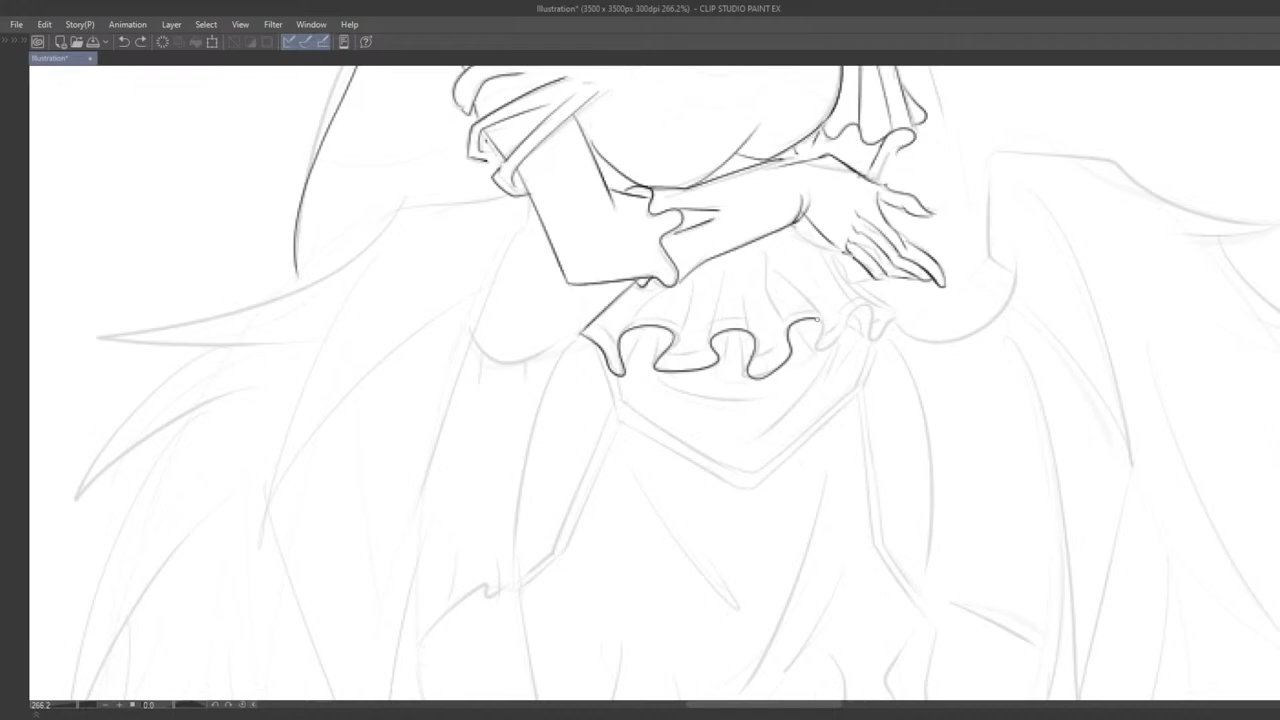 Illustration* (3500 x 3500px 300dpi 266.2%) - CLIP STUDIO PAINT EX
File Edit Story(P) Animation Layer Select View Filter Window Help
Illustration*
266.2 0.0